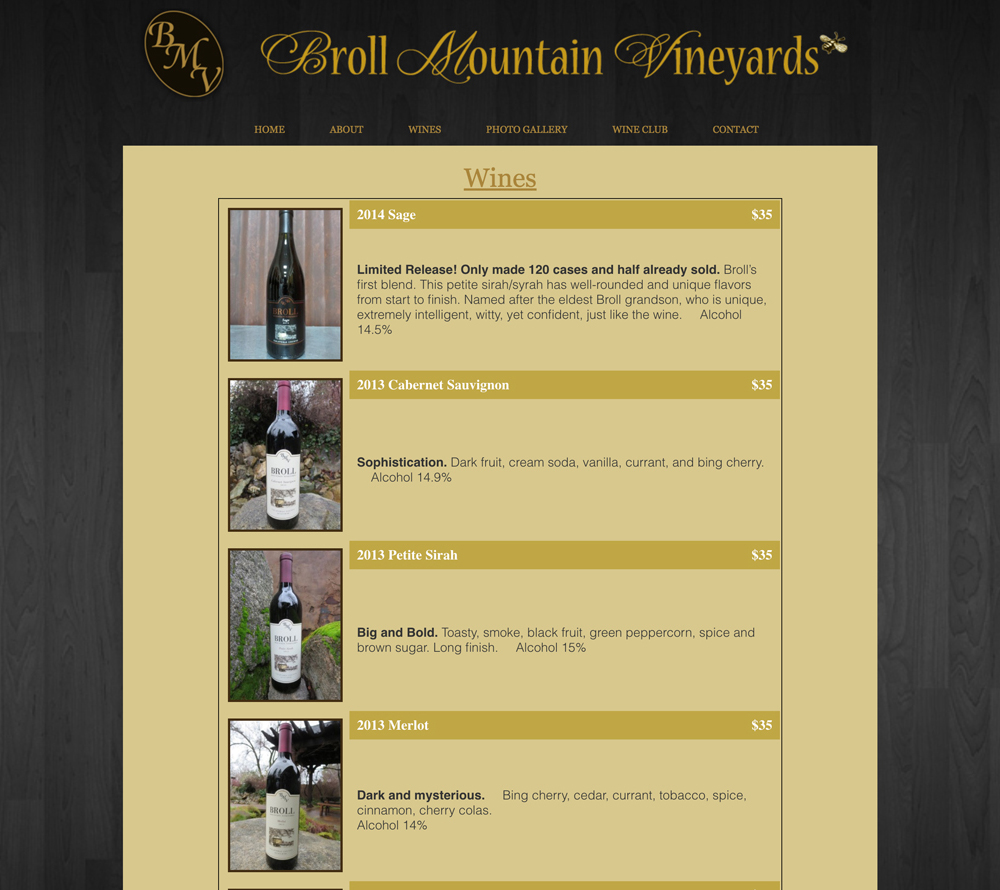 BMV
Broll Mountain Vineyards
HOME ABOUT WINES PHOTO GALLERY WINE CLUB CONTACT
Wines
2014 Sage $35
BROLL
Limited Release! Only made 120 cases and half already sold. Broll’s
first blend. This petite sirah/syrah has well-rounded and unique flavors
from start to finish. Named after the eldest Broll grandson, who is unique,
extremely intelligent, witty, yet confident, just like the wine. Alcohol
14.5%
2013 Cabernet Sauvignon $35
BROLL
Sophistication. Dark fruit, cream soda, vanilla, currant, and bing cherry.
Alcohol 14.9%
2013 Petite Sirah $35
BROLL
Big and Bold. Toasty, smoke, black fruit, green peppercorn, spice and
brown sugar. Long finish. Alcohol 15%
2013 Merlot $35
BROLL
Dark and mysterious. Bing cherry, cedar, currant, tobacco, spice,
cinnamon, cherry colas.
Alcohol 14%